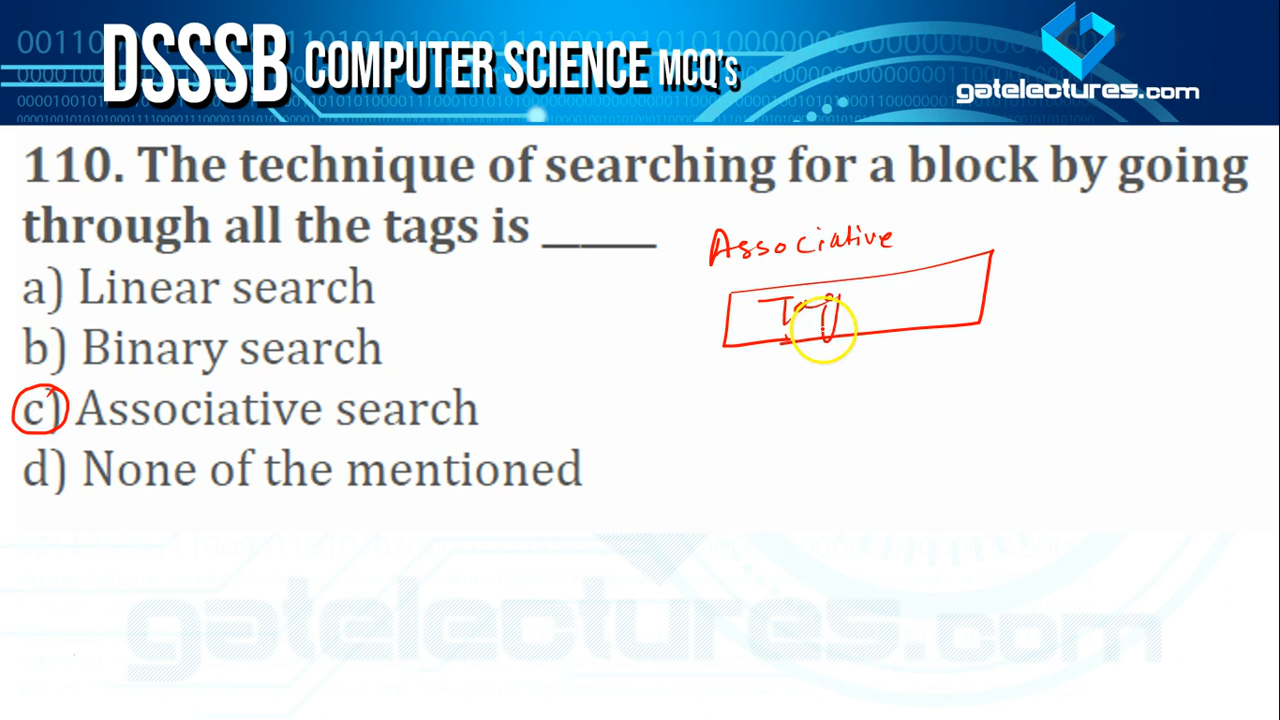 DSSSB COMPUTER SCIENCE MCQ's
gatelectures.com
110. The technique of searching for a block by going
through all the tags is _____
Associative
a) Linear search
Tag
b) Binary search
c) Associative search
d) None of the mentioned
gatelectures.com